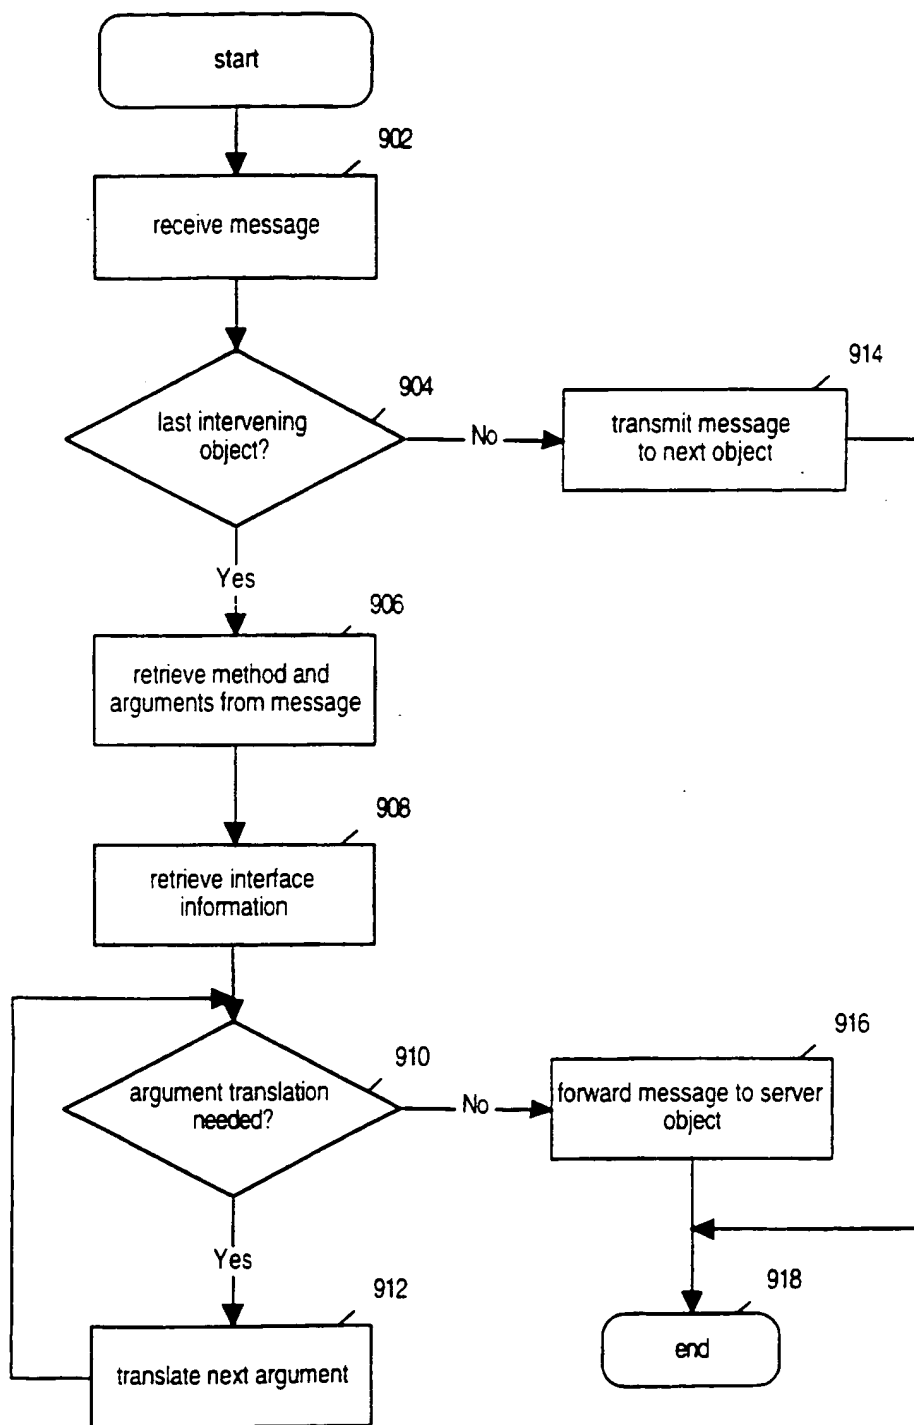 start
902
receive message
904
last intervening
object?
No
914
transmit message
to next object
Yes
906
retrieve method and
arguments from message
908
retrieve interface
information
910
argument translation
needed?
No
916
forward message to server
object
Yes
912
translate next argument
918
end